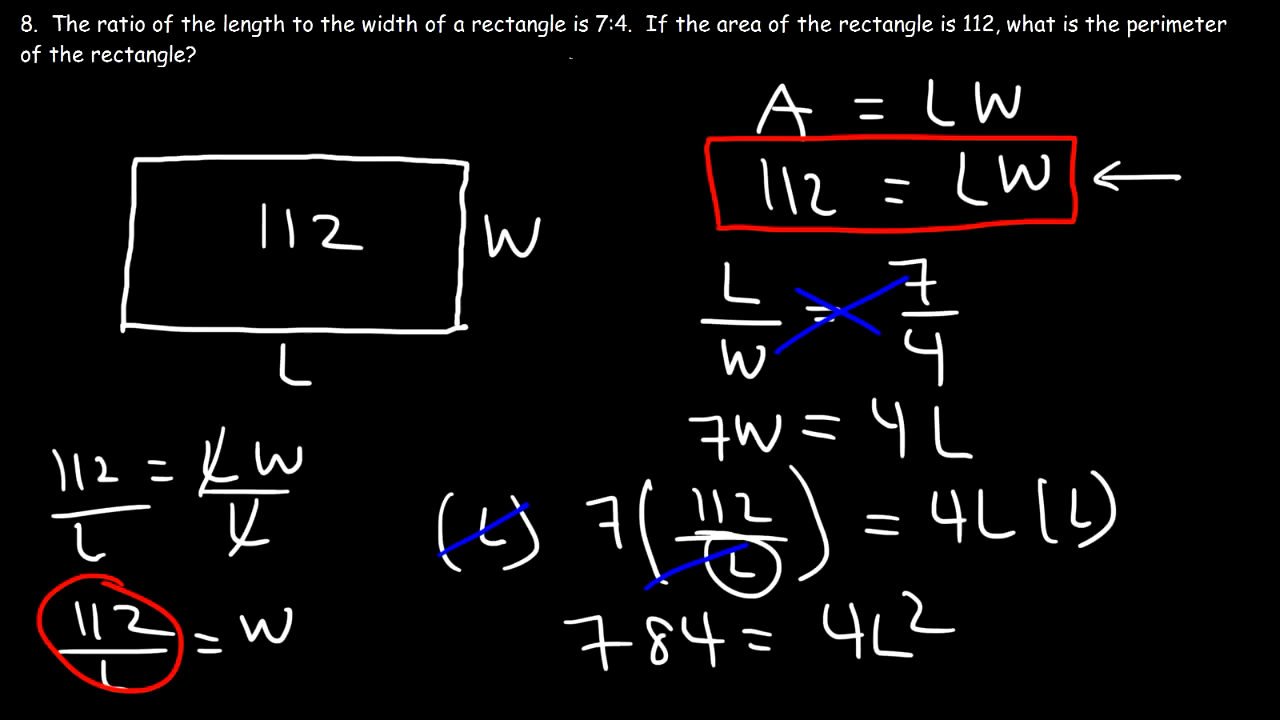 8. The ratio of the length to the width of a rectangle is 7:4. If the area of the rectangle is 112, what is the perimeter
of the rectangle?
A = LW
112 = LW ←
112
W
L
L/W = 7/4
7W = 4L
112/L = LW/L
112/L = W
(L) 7(112/L) = 4L(L)
784 = 4L²